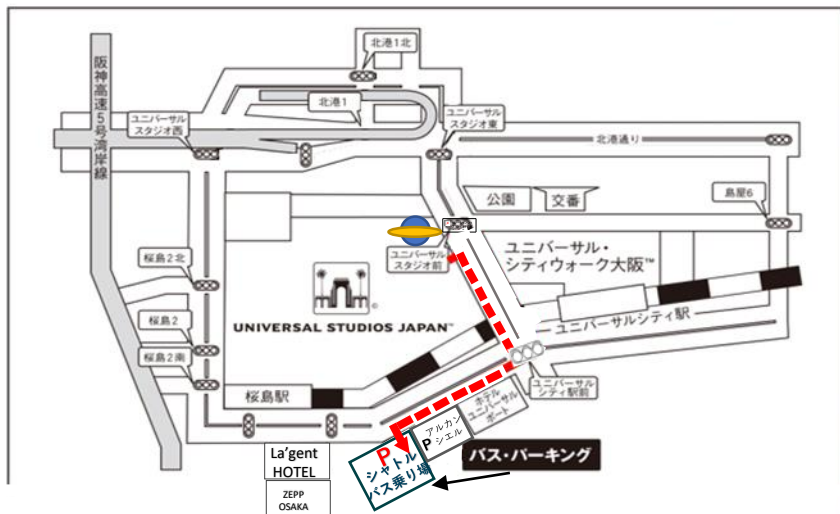 北港1北
阪神高速5号湾岸線
ユニバーサル
スタジオ西
北港1
ユニバーサル
スタジオ東
北港通り
公園
交番
島屋6
ユニバーサル
スタジオ前
ユニバーサル・
シティウォーク大阪™
桜島2北
UNIVERSAL STUDIOS JAPAN™
©
ユニバーサルシティ駅
桜島2
桜島2南
桜島駅
ユニバーサル
シティ駅前
ホテル
ユニバーサル
ポート
アルカン
シエル
P
P
シャトル
バス乗り場
バス・パーキング
La'gent
HOTEL
ZEPP
OSAKA